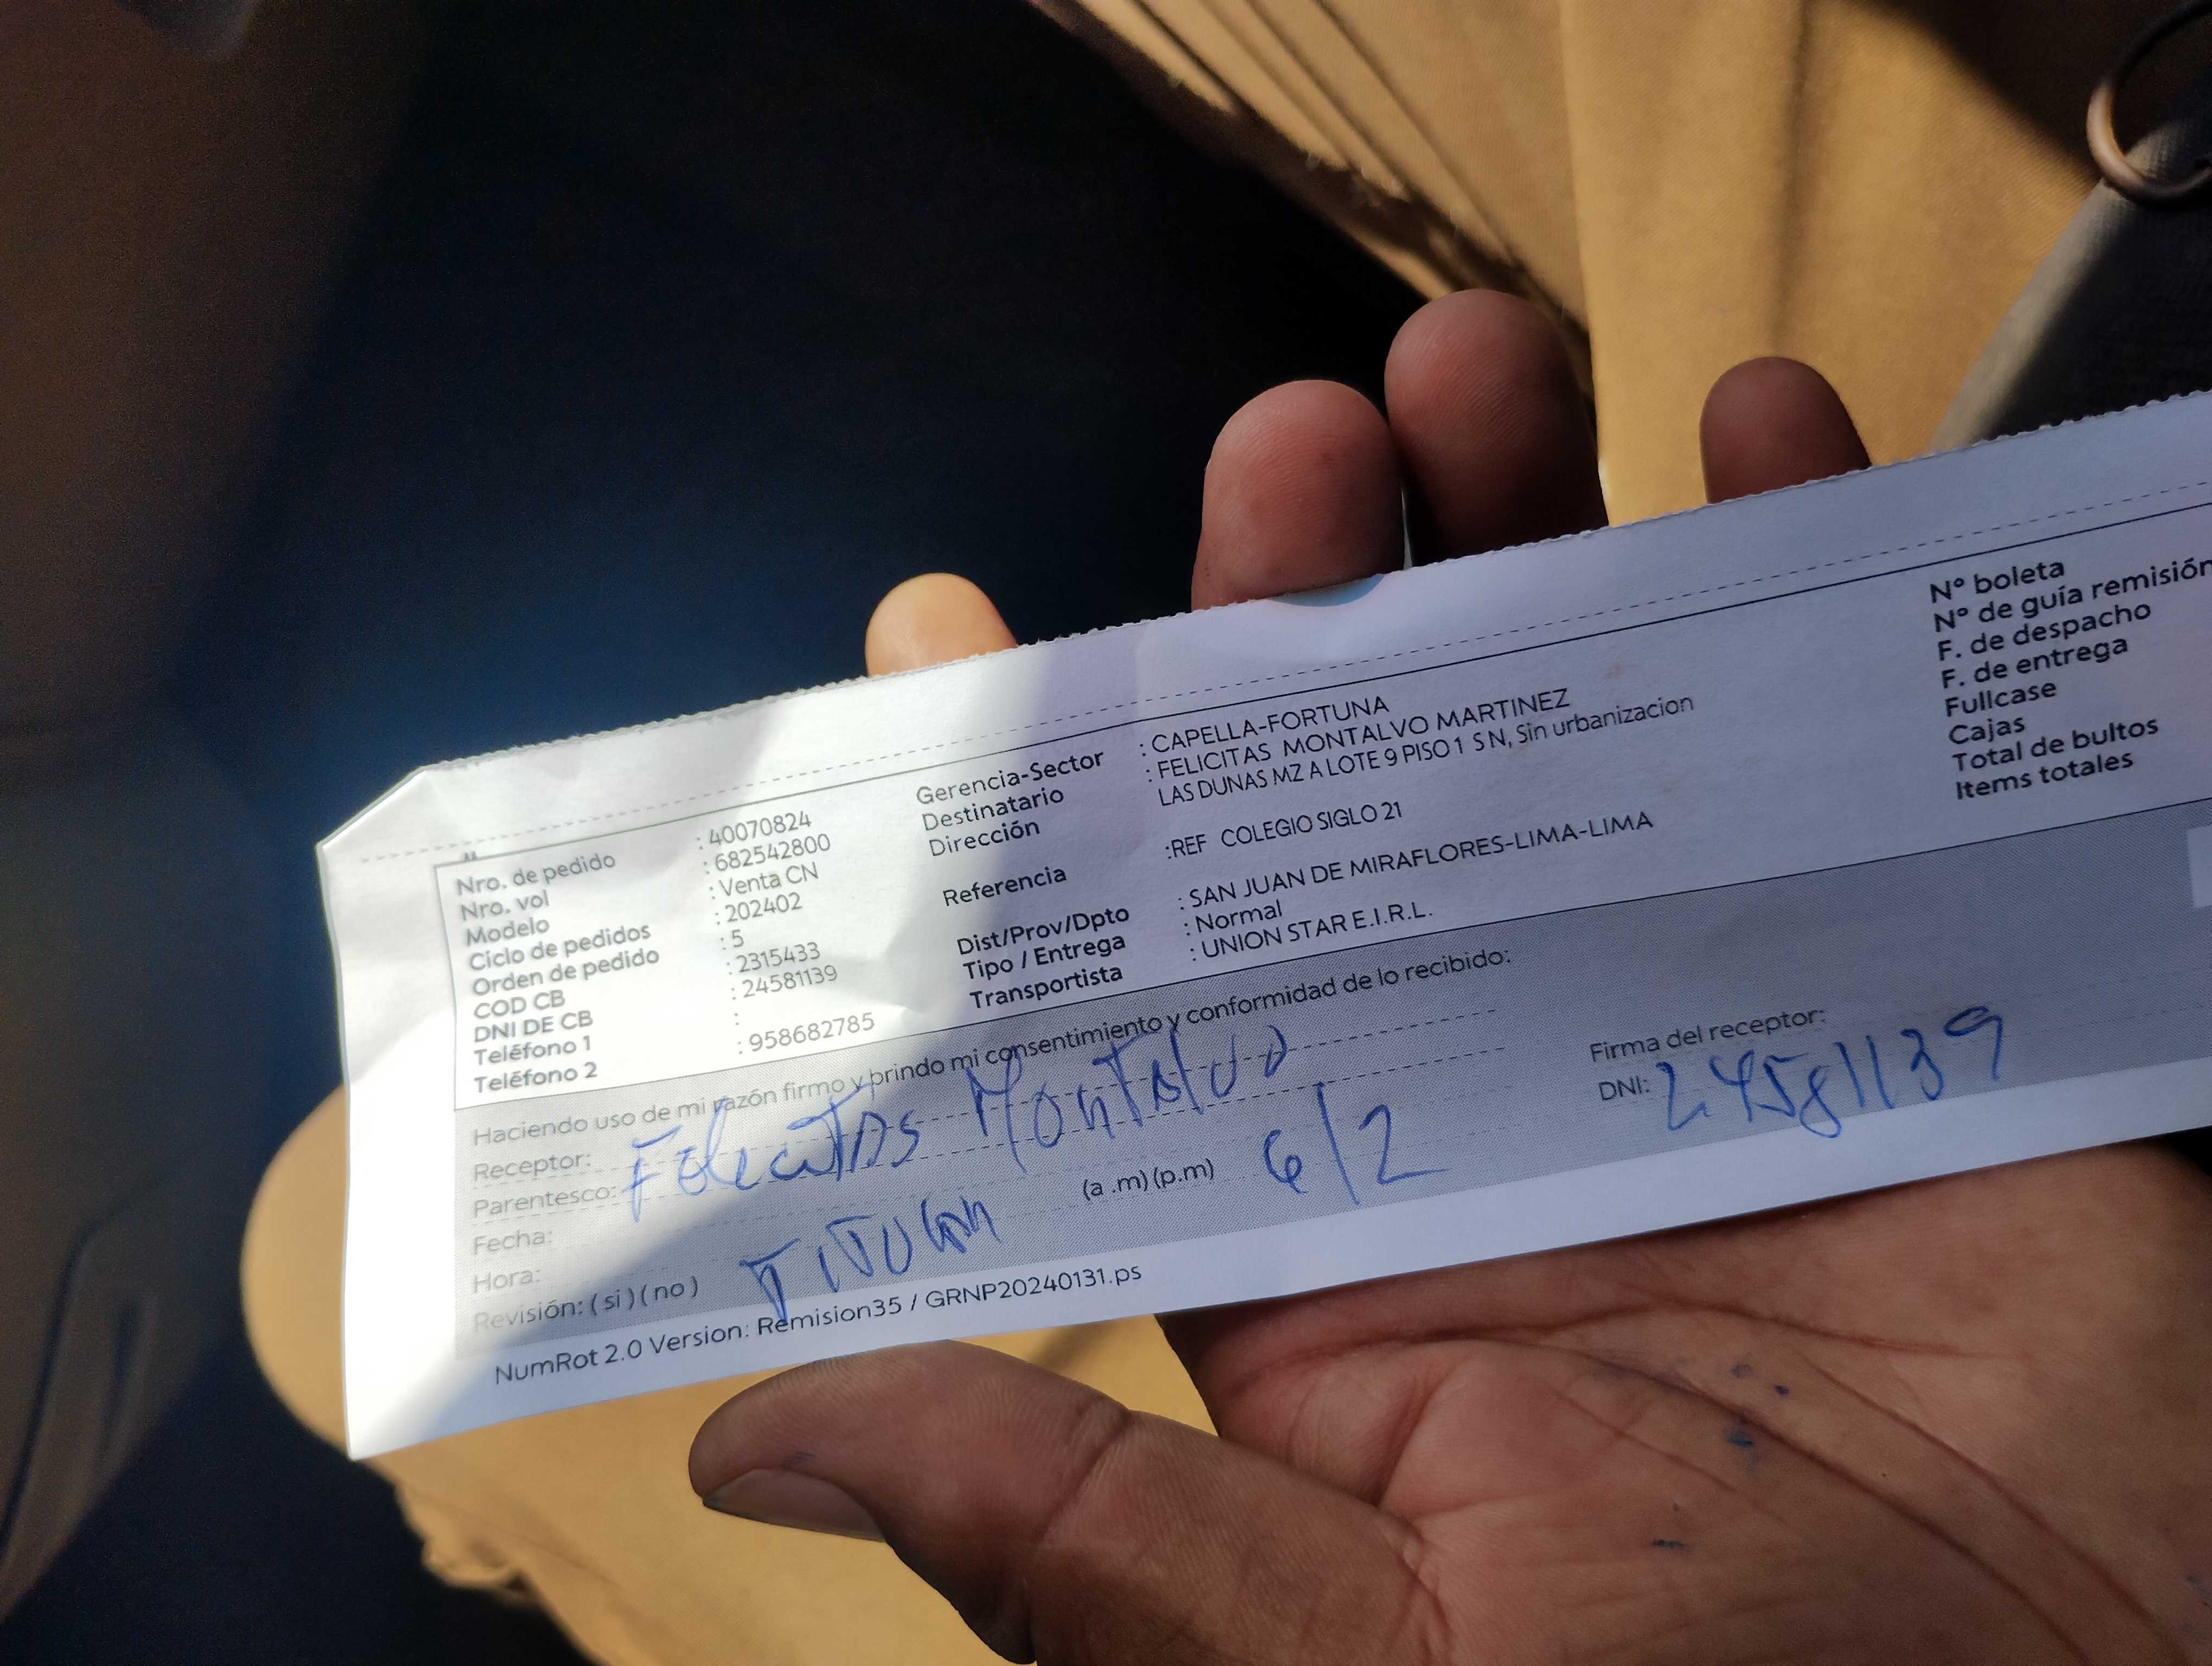 Nro. de pedido : 40070824
Nro. vol : 682542800
Modelo : Venta CN
Ciclo de pedidos : 202402
Orden de pedido : 5
COD CB : 2315433
DNI DE CB : 24581139
Teléfono 1 :
Teléfono 2 : 958682785
Gerencia-Sector : CAPELLA-FORTUNA
Destinatario : FELICITAS MONTALVO MARTINEZ
Dirección LAS DUNAS MZ A LOTE 9 PISO 1 S N, Sin urbanizacion
Referencia :REF COLEGIO SIGLO 21
Dist/Prov/Dpto : SAN JUAN DE MIRAFLORES-LIMA-LIMA
Tipo / Entrega : Normal
Transportista : UNION STAR E.I.R.L.
N° boleta
N° de guía remisión
F. de despacho
F. de entrega
Fullcase
Cajas
Total de bultos
Items totales
Haciendo uso de mi razón firmo y brindo mi consentimiento y conformidad de lo recibido:
Receptor:
Parentesco: Montalvo
Fecha:
Hora: (a .m) (p.m) 6/2
Revisión: ( si ) ( no )
Firma del receptor:
DNI: 24581139
NumRot 2.0 Version: Remision35 / GRNP20240131.ps